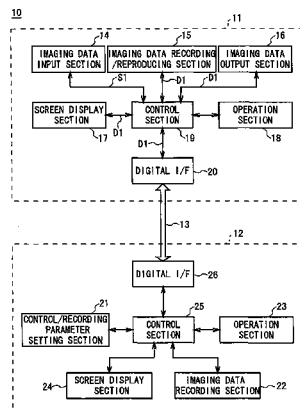 10
11
14
15
16
IMAGING DATA INPUT SECTION
IMAGING DATA RECORDING /REPRODUCING SECTION
IMAGING DATA OUTPUT SECTION
S1
D1
D1
SCREEN DISPLAY SECTION
CONTROL SECTION
OPERATION SECTION
17
D1
D1
19
18
DIGITAL I/F
20
13
12
DIGITAL I/F
26
21
25
23
CONTROL/RECORDING PARAMETER SETTING SECTION
CONTROL SECTION
OPERATION SECTION
SCREEN DISPLAY SECTION
IMAGING DATA RECORDING SECTION
24
22